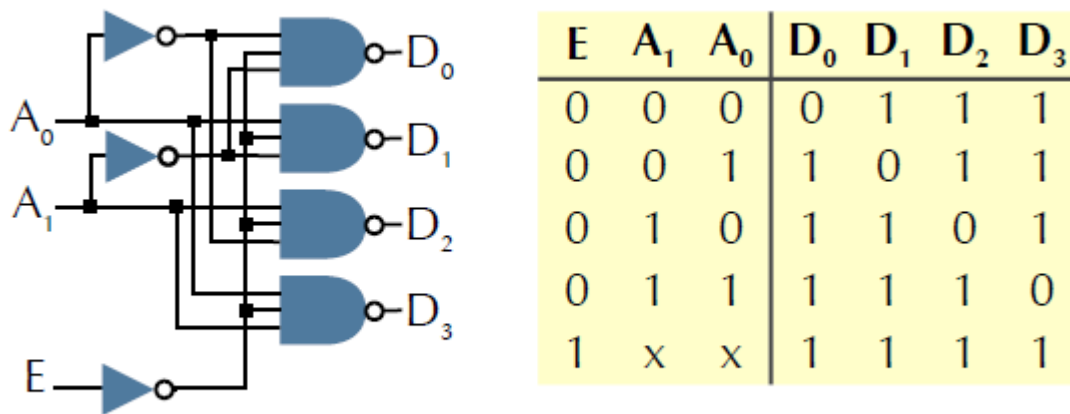 A₀
A₁
E
D₀
D₁
D₂
D₃
E A₁ A₀ D₀ D₁ D₂ D₃
0 0 0 0 1 1 1
0 0 1 1 0 1 1
0 1 0 1 1 0 1
0 1 1 1 1 1 0
1 x x 1 1 1 1